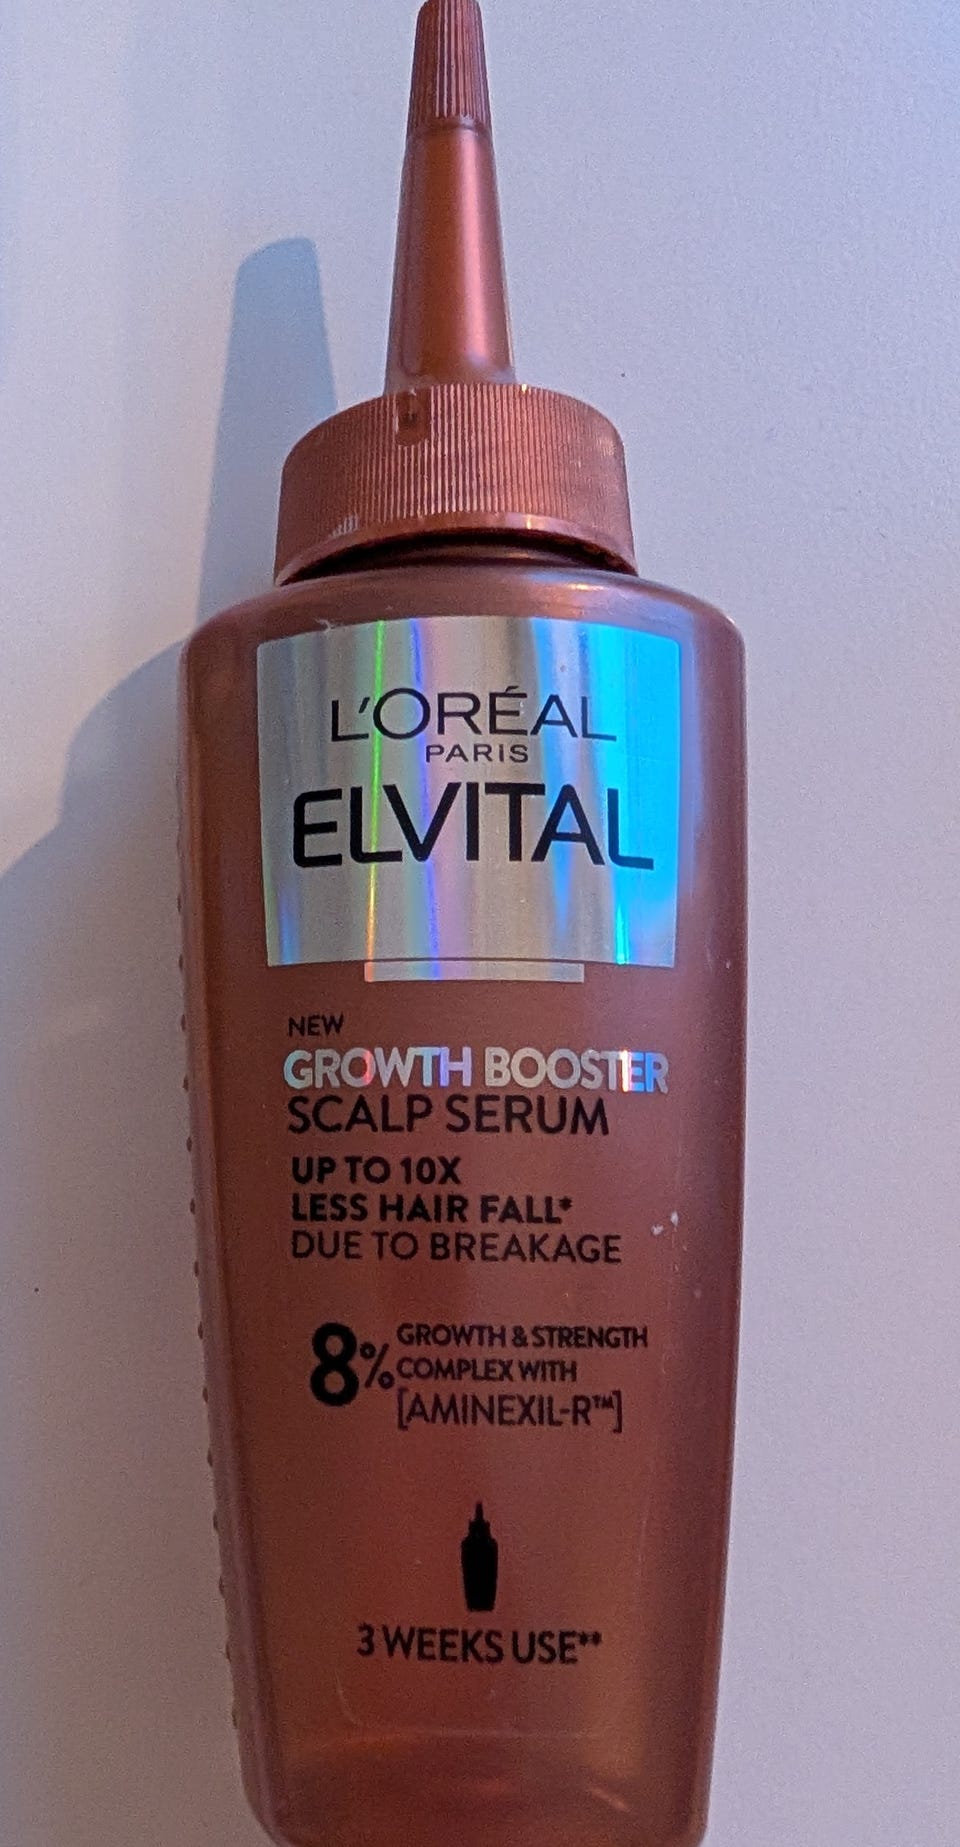 L'ORÉAL
PARIS
ELVITAL
NEW
GROWTH BOOSTER
SCALP SERUM
UP TO 10X
LESS HAIR FALL*
DUE TO BREAKAGE
8% GROWTH & STRENGTH
COMPLEX WITH
[AMINEXIL-R™]
3 WEEKS USE**